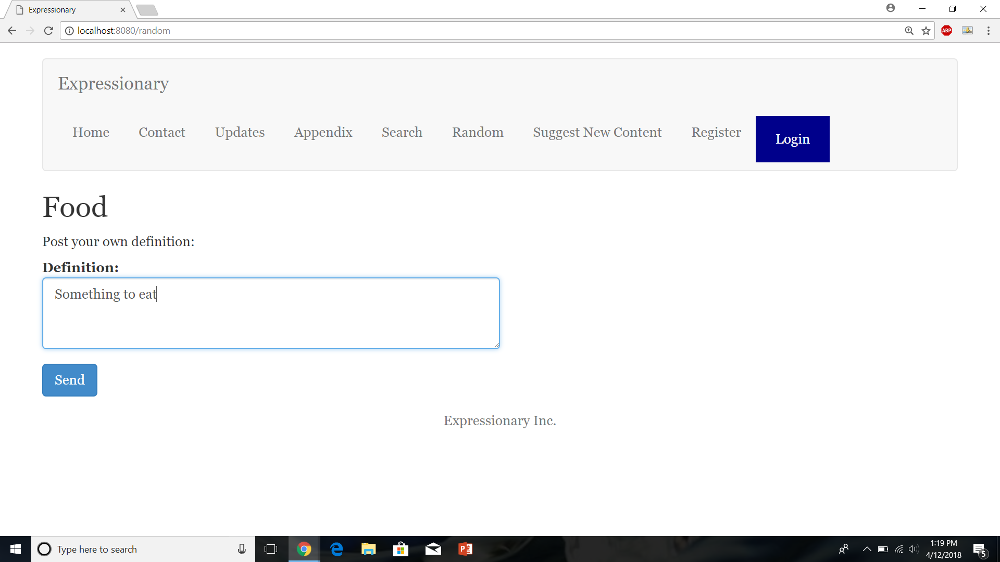 Expressionary
localhost:8080/random
ABP
Expressionary
Home Contact Updates Appendix Search Random Suggest New Content Register Login
Food
Post your own definition:
Definition:
Something to eat
Send
Expressionary Inc.
Type here to search
1:19 PM
4/12/2018
5